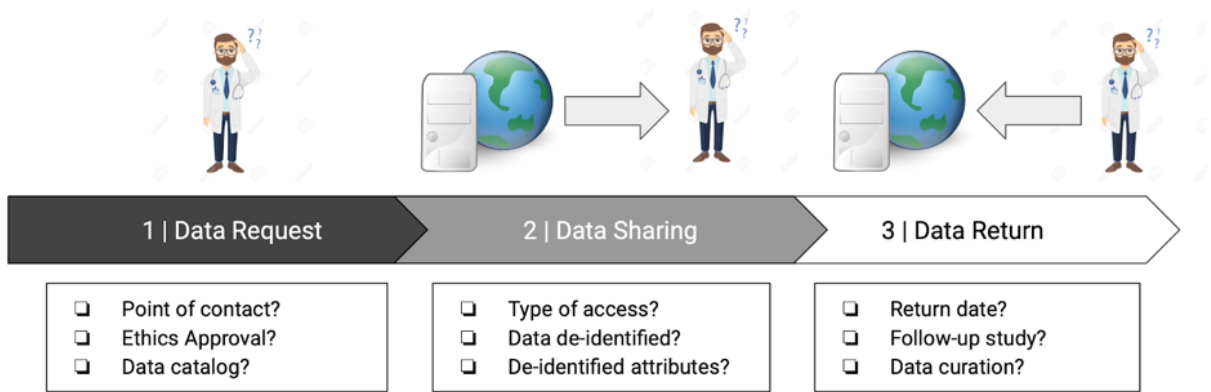 1 | Data Request
2 | Data Sharing
3 | Data Return
❏ Point of contact?
❏ Ethics Approval?
❏ Data catalog?
❏ Type of access?
❏ Data de-identified?
❏ De-identified attributes?
❏ Return date?
❏ Follow-up study?
❏ Data curation?